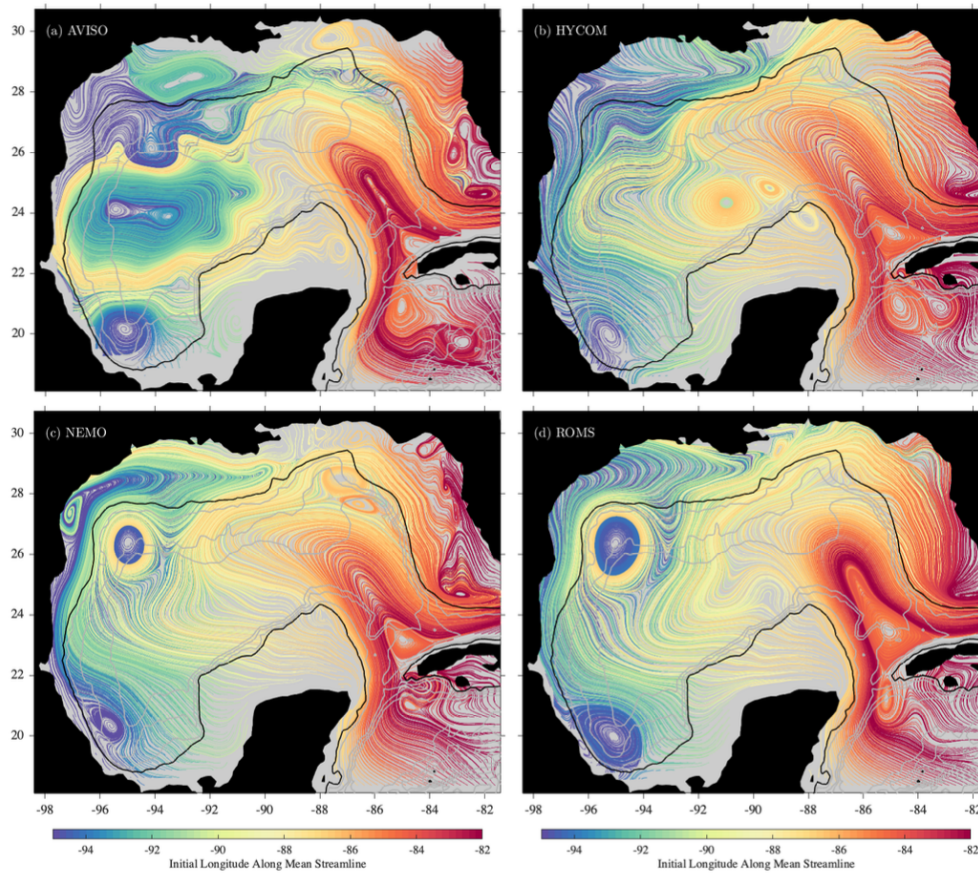 (a) AVISO
(b) HYCOM
30
28
26
24
22
20
(c) NEMO
(d) ROMS
30
28
26
24
22
20
-98 -96 -94 -92 -90 -88 -86 -84 -82
-98 -96 -94 -92 -90 -88 -86 -84 -82
-94 -92 -90 -88 -86 -84 -82
-94 -92 -90 -88 -86 -84 -82
Initial Longitude Along Mean Streamline
Initial Longitude Along Mean Streamline